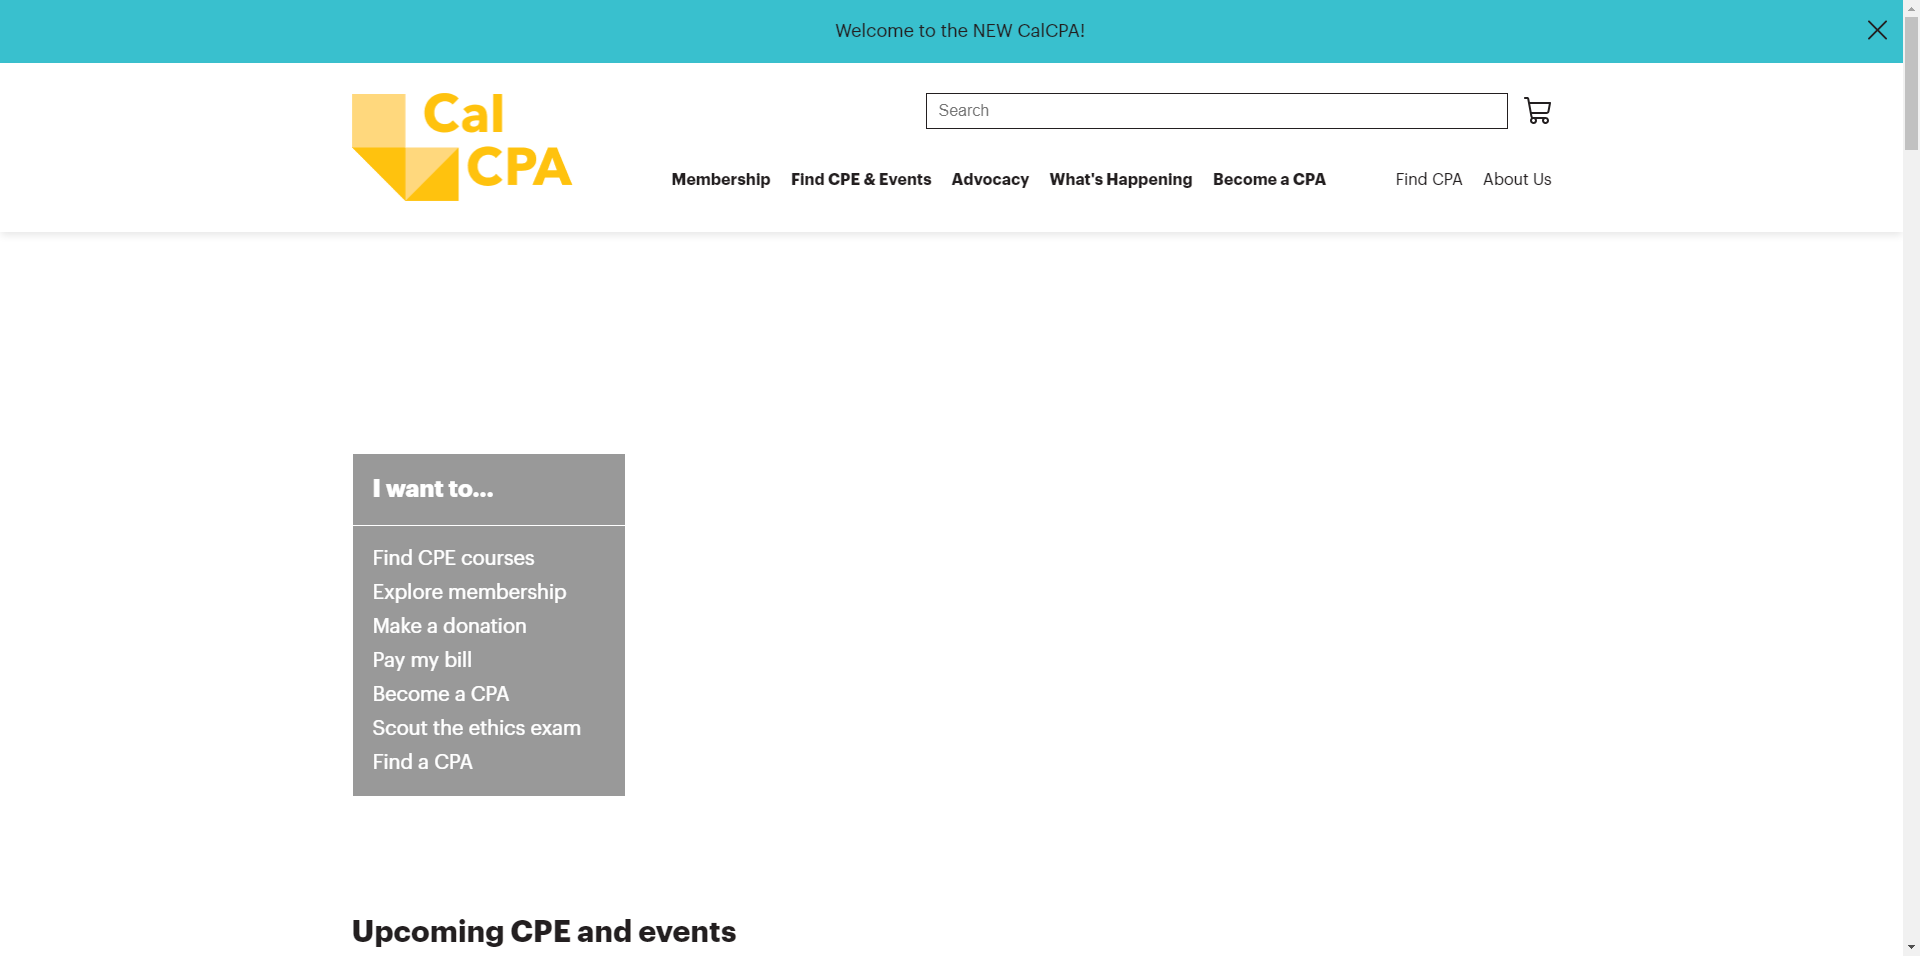 Welcome to the NEW CalCPA!
Cal
CPA
Search
Membership Find CPE & Events Advocacy What's Happening Become a CPA Find CPA About Us
I want to...
Find CPE courses
Explore membership
Make a donation
Pay my bill
Become a CPA
Scout the ethics exam
Find a CPA
Upcoming CPE and events